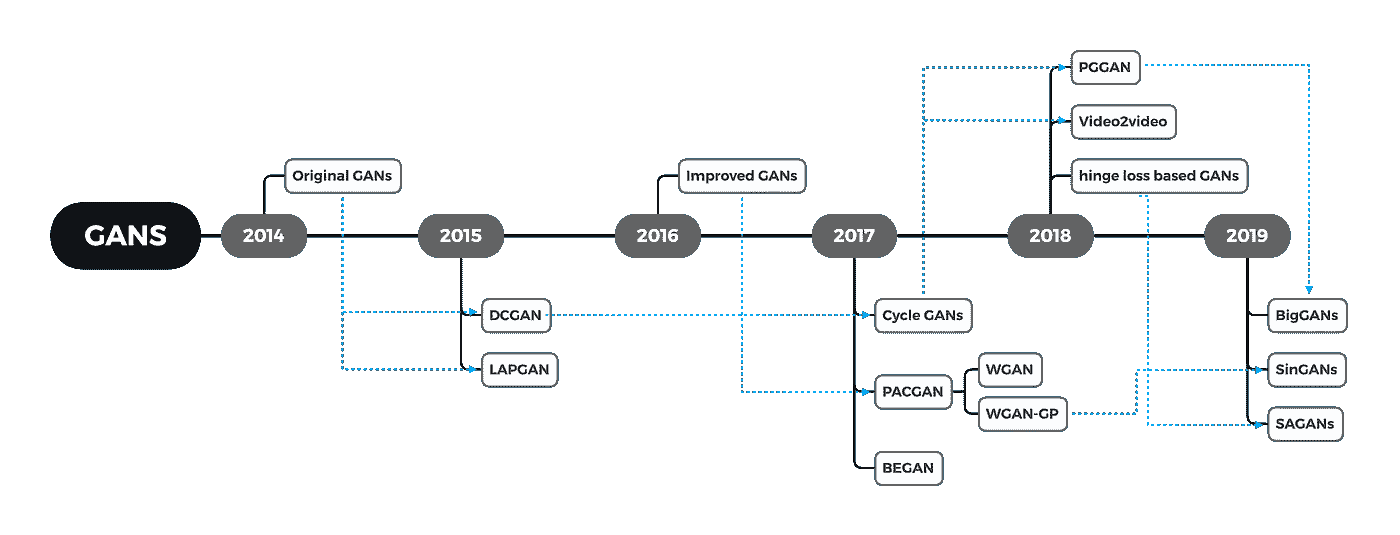 GANS
2014
Original GANs
2015
DCGAN
LAPGAN
2016
Improved GANs
2017
Cycle GANs
PACGAN
WGAN
WGAN-GP
BEGAN
2018
PGGAN
Video2video
hinge loss based GANs
2019
BigGANs
SinGANs
SAGANs